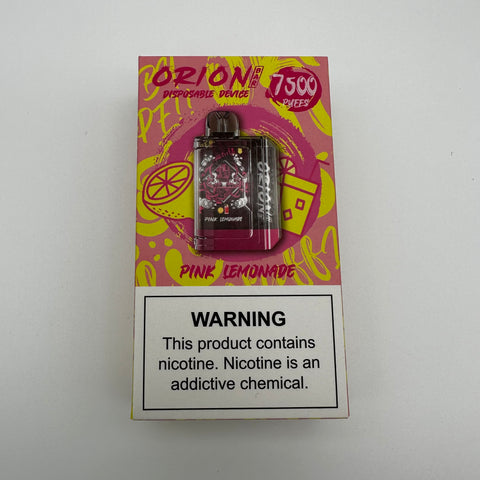 ORION BAR
DISPOSABLE DEVICE
7500
PUFFS
PINK LEMONADE
ORION
PINK LEMONADE
WARNING
This product contains
nicotine. Nicotine is an
addictive chemical.